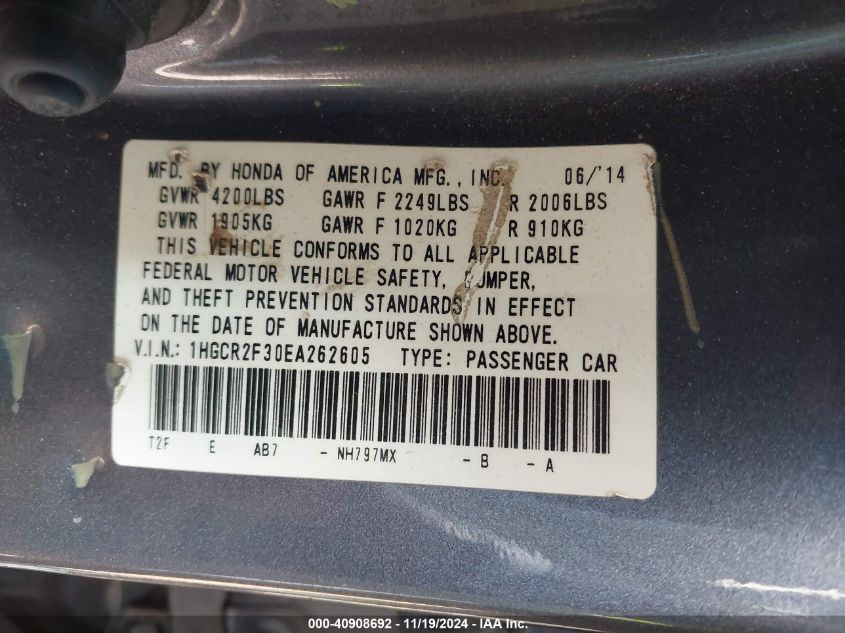 MFD. BY HONDA OF AMERICA MFG., INC. 06/'14
GVWR 4200LBS GAWR F 2249LBS R 2006LBS
GVWR 1905KG GAWR F 1020KG R 910KG
THIS VEHICLE CONFORMS TO ALL APPLICABLE
FEDERAL MOTOR VEHICLE SAFETY, BUMPER,
AND THEFT PREVENTION STANDARDS IN EFFECT
ON THE DATE OF MANUFACTURE SHOWN ABOVE.
V.I.N.: 1HGCR2F30EA262605 TYPE: PASSENGER CAR
T2F E AB7 - NH797MX - B - A
000-40908692 - 11/19/2024 - IAA Inc.